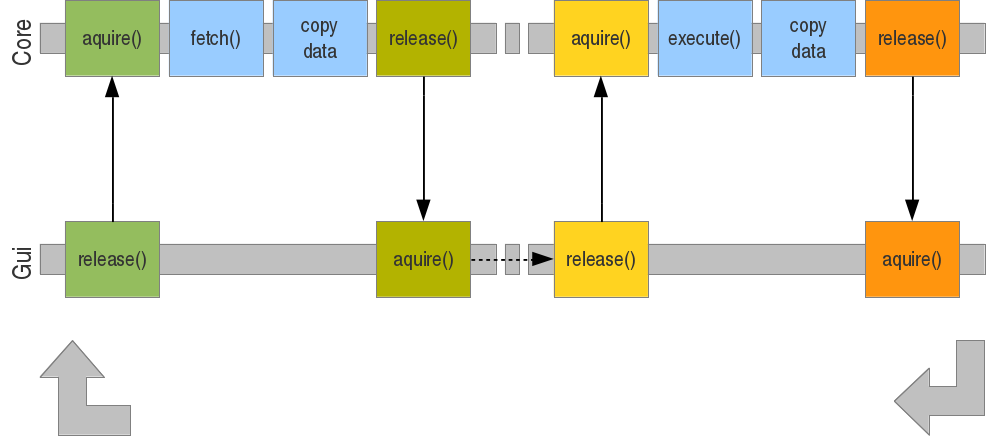 Core
aquire()
fetch()
copy
data
release()
aquire()
execute()
copy
data
release()
Gui
release()
aquire()
release()
aquire()